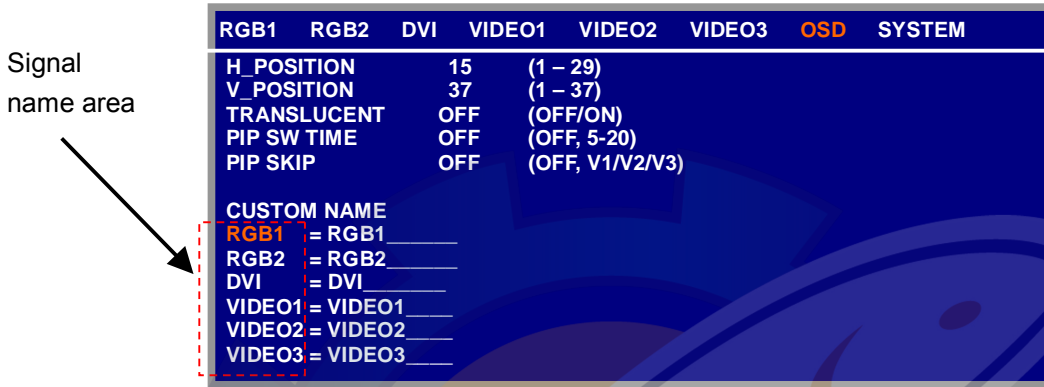 Signal
name area
RGB1 RGB2 DVI VIDEO1 VIDEO2 VIDEO3 OSD SYSTEM
H_POSITION 15 (1 – 29)
V_POSITION 37 (1 – 37)
TRANSLUCENT OFF (OFF/ON)
PIP SW TIME OFF (OFF, 5-20)
PIP SKIP OFF (OFF, V1/V2/V3)
CUSTOM NAME
RGB1 = RGB1______
RGB2 = RGB2______
DVI = DVI_______
VIDEO1 = VIDEO1____
VIDEO2 = VIDEO2____
VIDEO3 = VIDEO3____